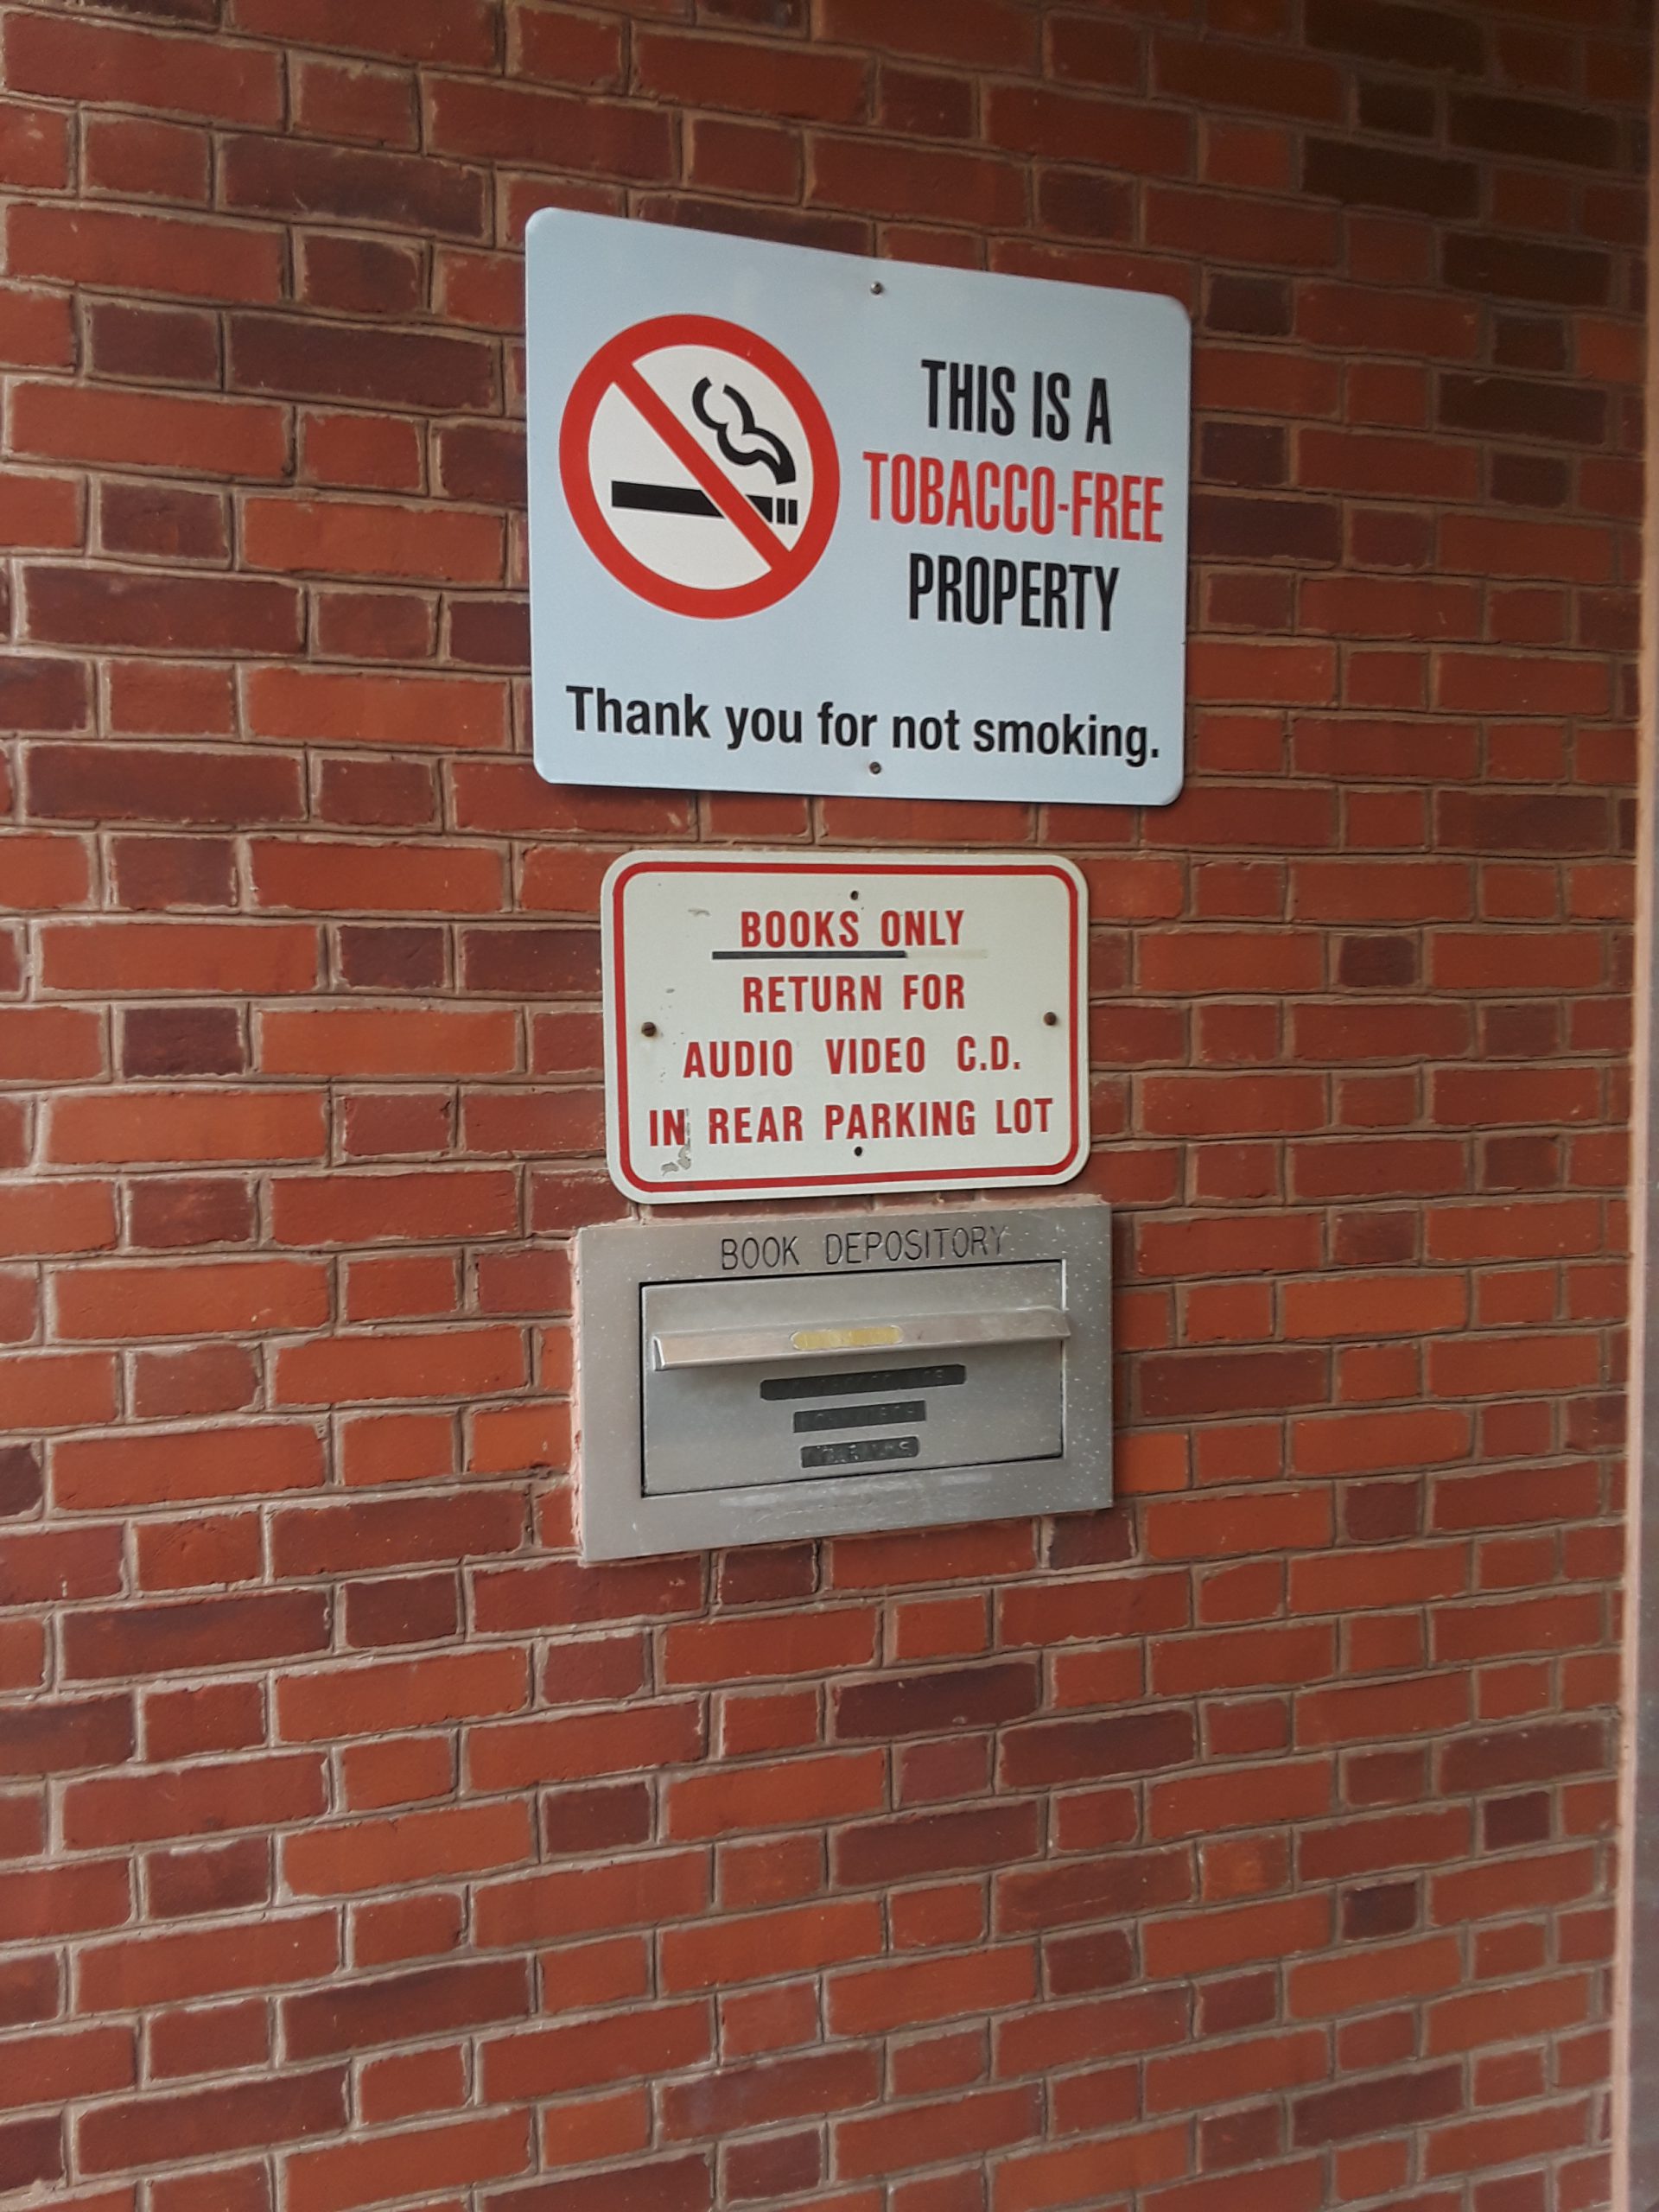 THIS IS A
TOBACCO-FREE
PROPERTY
Thank you for not smoking.
BOOKS ONLY
RETURN FOR
AUDIO VIDEO C.D.
IN REAR PARKING LOT
BOOK DEPOSITORY